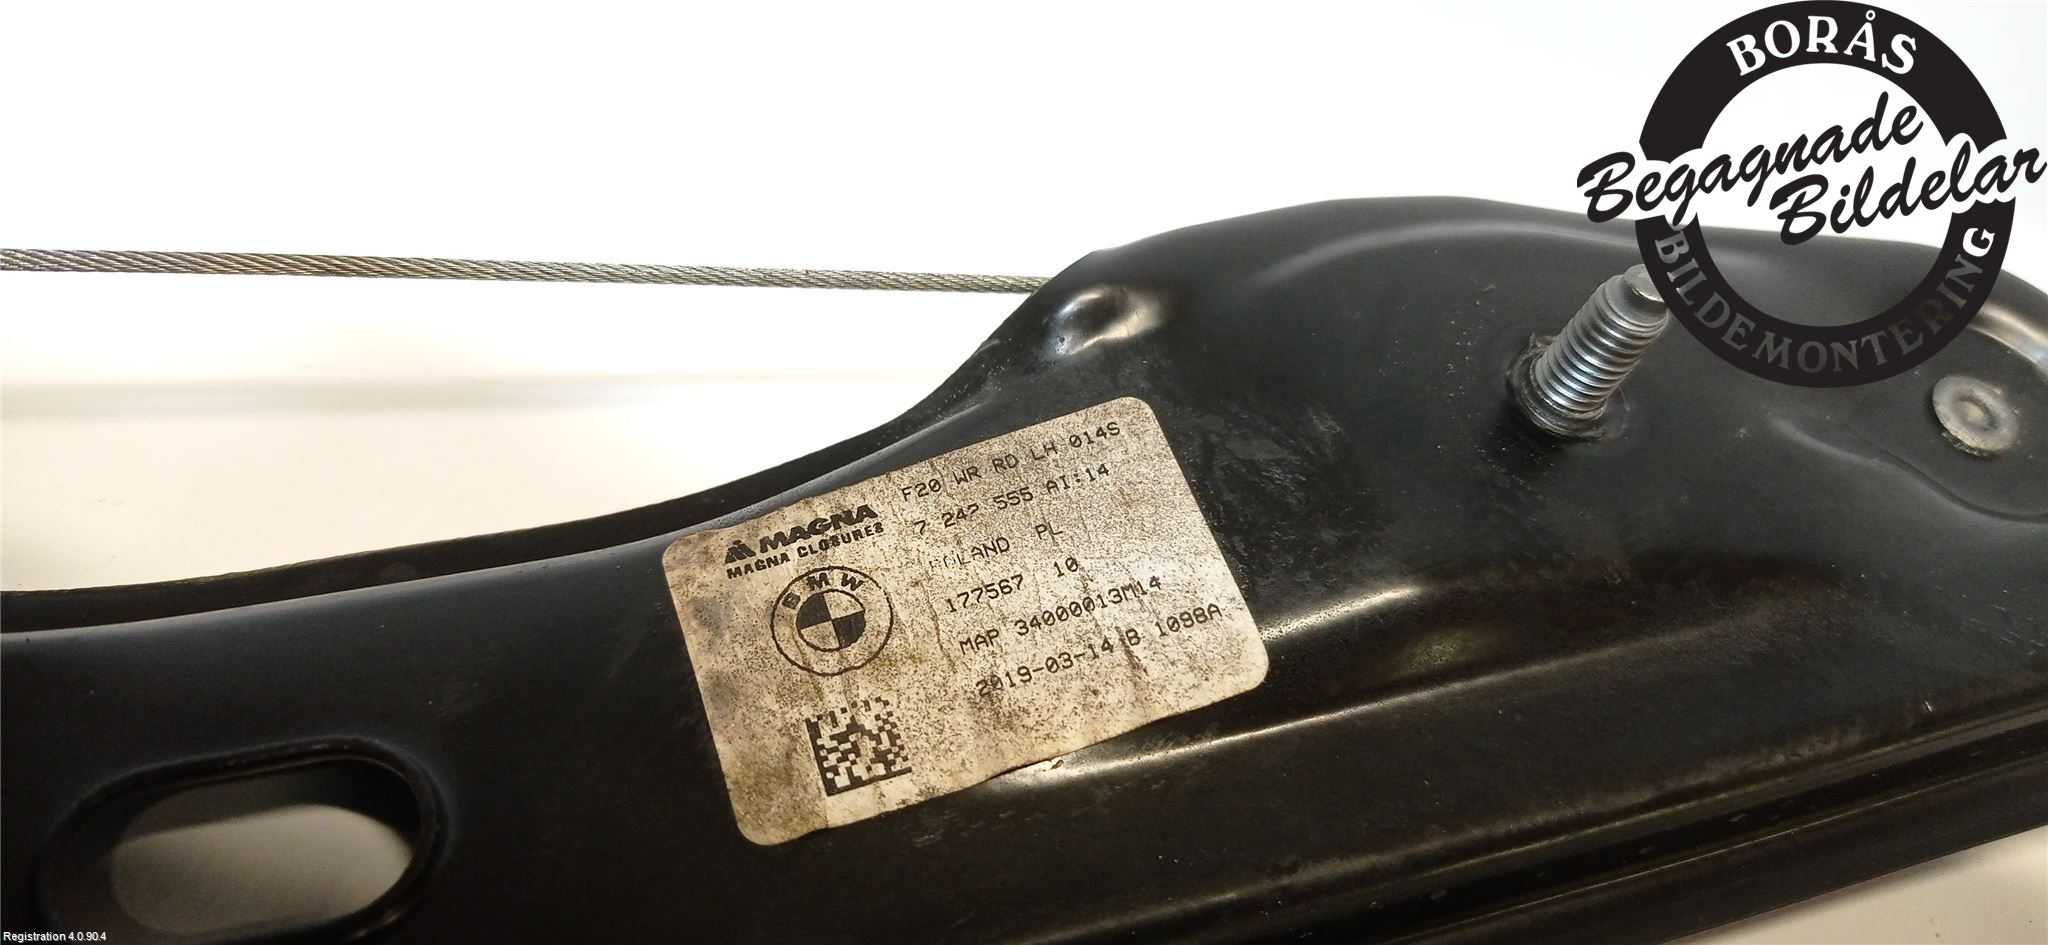 BORÅS
Begagnade
Bildelar
BILDEMONTERING
MAGNA
MAGNA CLOSURES
BMW
F20 WR RD LH 014S
7 242 555 AI:14
POLAND PL
177567 10
MAP 34000013M14
2019-03-14 B 1098A
Registration 4.0.90.4